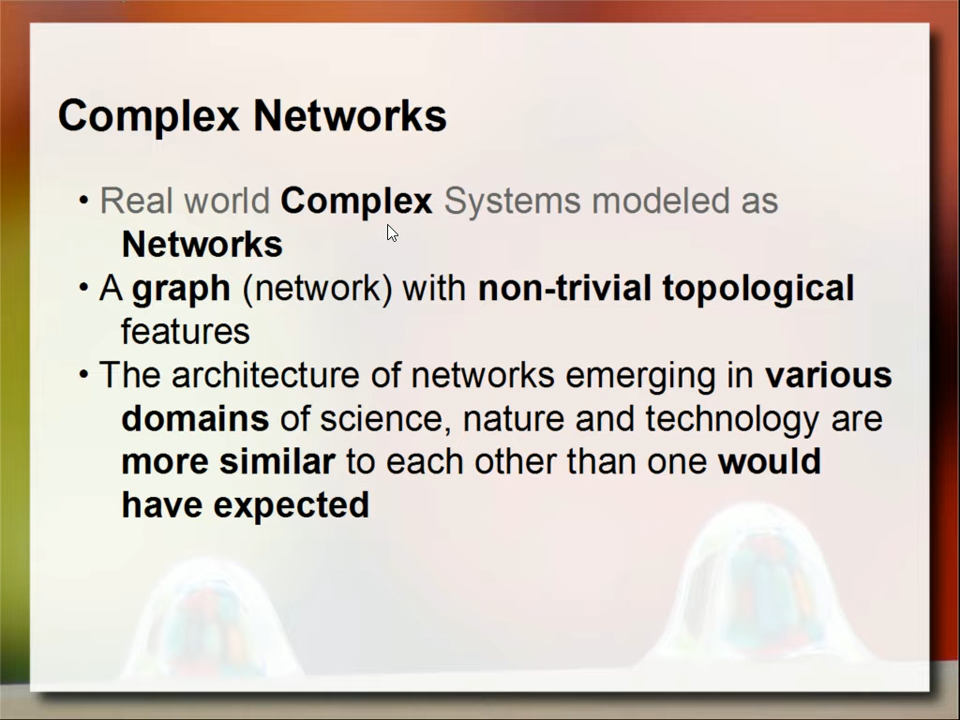 Complex Networks
• Real world Complex Systems modeled as
Networks
• A graph (network) with non-trivial topological
features
• The architecture of networks emerging in various
domains of science, nature and technology are
more similar to each other than one would
have expected